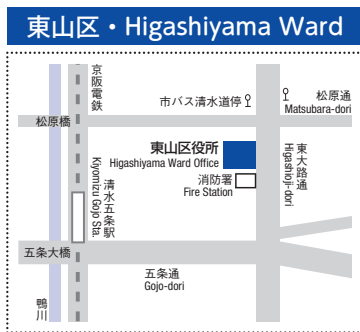 東山区・Higashiyama Ward
京阪電鉄
市バス清水道停
松原通
Matsubara-dori
松原橋
東山区役所
Higashiyama Ward Office
消防署
Fire Station
東大路通
Higashioji-dori
清水五条駅
Kiyomizu Gojo Sta.
五条大橋
五条通
Gojo-dori
鴨川